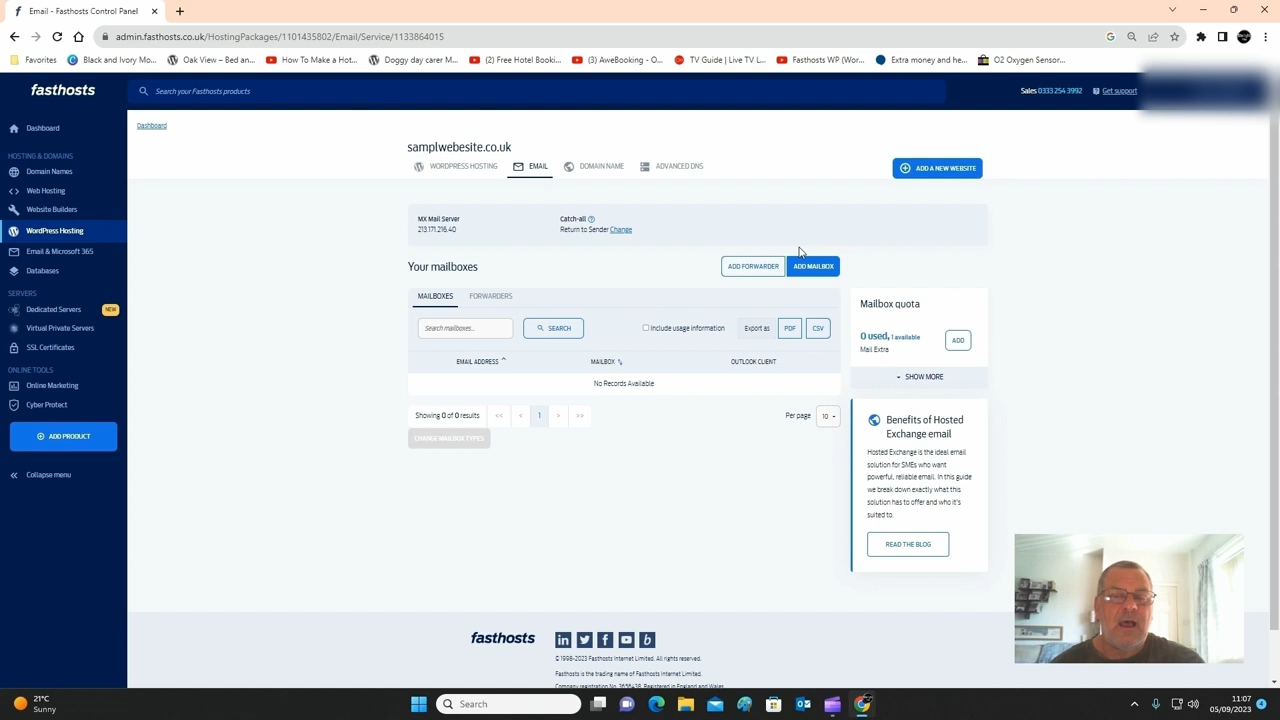 Email - Fasthosts Control Panel
admin.fasthosts.co.uk/HostingPackages/1101435802/Email/Service/1133864015
Favorites
Black and Ivory Mo...
Oak View – Bed an...
How To Make a Hot...
Doggy day carer M...
(2) Free Hotel Booki...
(3) AweBooking - O...
TV Guide | Live TV L...
Fasthosts WP (Wor...
Extra money and he...
O2 Oxygen Sensor...
fasthosts
Search your Fasthosts products
Sales 0333 254 3992
Get support
Dashboard
HOSTING & DOMAINS
Domain Names
Web Hosting
Website Builders
WordPress Hosting
Email & Microsoft 365
Databases
SERVERS
Dedicated Servers NEW
Virtual Private Servers
SSL Certificates
ONLINE TOOLS
Online Marketing
Cyber Protect
ADD PRODUCT
Collapse menu
Dashboard
samplwebesite.co.uk
WORDPRESS HOSTING
EMAIL
DOMAIN NAME
ADVANCED DNS
ADD A NEW WEBSITE
MX Mail Server
213.171.216.40
Catch-all
Return to Sender Change
Your mailboxes
ADD FORWARDER
ADD MAILBOX
MAILBOXES
FORWARDERS
Search mailboxes...
SEARCH
Include usage information
Export as
PDF
CSV
EMAIL ADDRESS
MAILBOX
OUTLOOK CLIENT
No Records Available
Showing 0 of 0 results
<< < 1 > >>
Per page
10
CHANGE MAILBOX TYPES
Mailbox quota
0 used, 1 available
Mail Extra
ADD
SHOW MORE
Benefits of Hosted
Exchange email
Hosted Exchange is the ideal email
solution for SMEs who want
powerful, reliable email. In this guide
we break down exactly what this
solution has to offer and who it's
suited to.
READ THE BLOG
fasthosts
© 1998-2023 Fasthosts Internet Limited. All rights reserved.
Fasthosts is the trading name of Fasthosts Internet Limited.
Company registration No. 3656438. Registered in England and Wales
21°C
Sunny
Search
11:07
05/09/2023